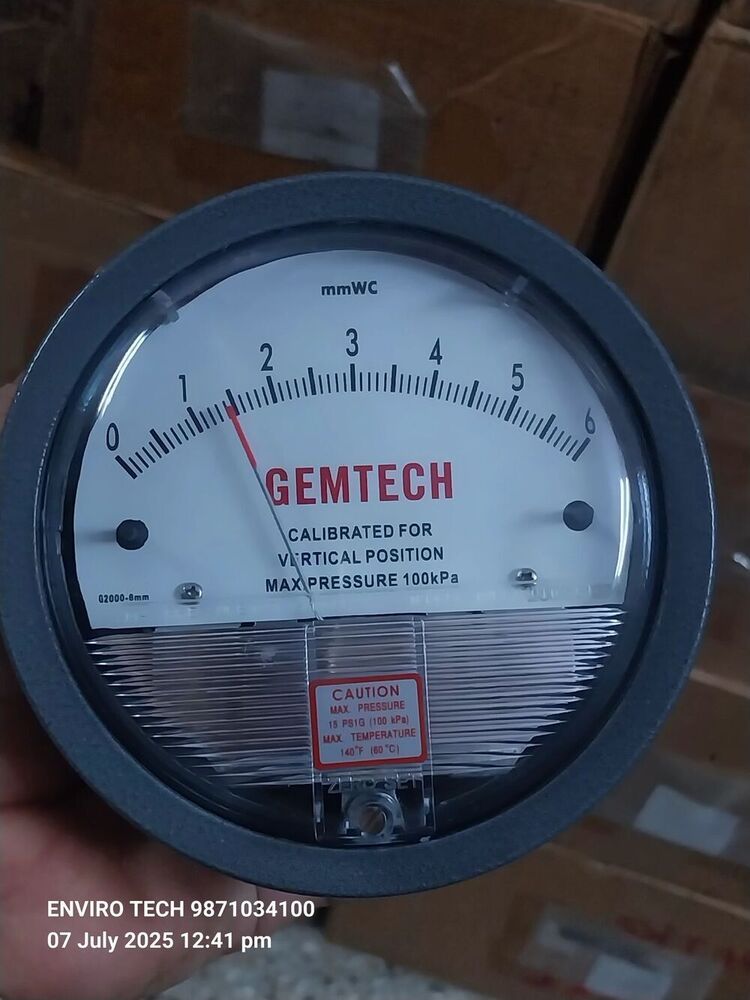 mmWC
0 1 2 3 4 5 6
GEMTECH
CALIBRATED FOR
VERTICAL POSITION
MAX PRESSURE 100kPa
G2000-6mm
CAUTION
MAX. PRESSURE
15 PSIG (100 kPa)
MAX. TEMPERATURE
140°F (60°C)
ZERO SET
ENVIRO TECH 9871034100
07 July 2025 12:41 pm